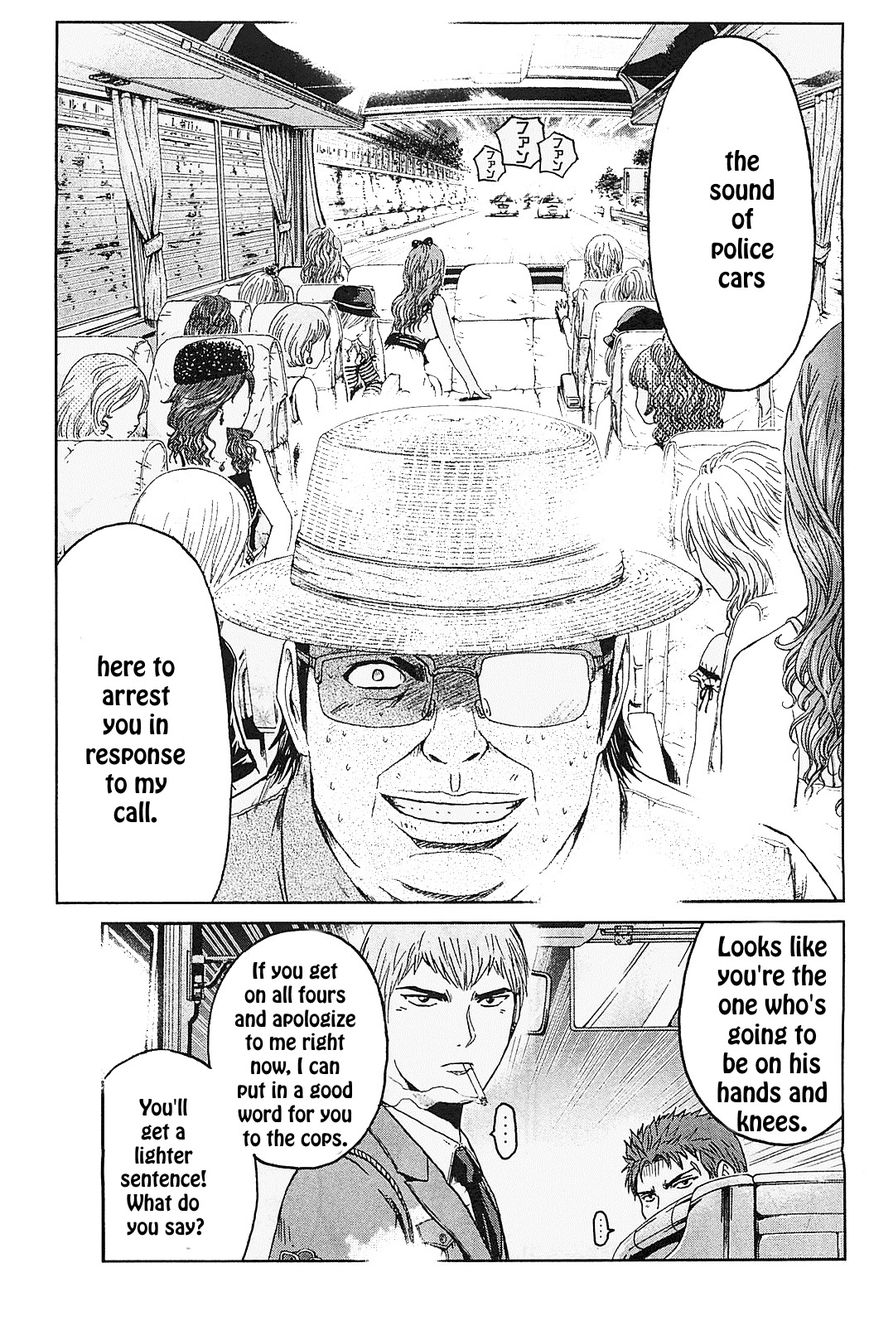 the
sound
of
police
cars
ファン
ファン
ファン
here to
arrest
you in
response
to my
call.
Looks like
you're the
one who's
going to
be on his
hands and
knees.
If you get
on all fours
and apologize
to me right
now, I can
put in a good
word for you
to the cops.
You'll
get a
lighter
sentence!
What do
you say?
...
...